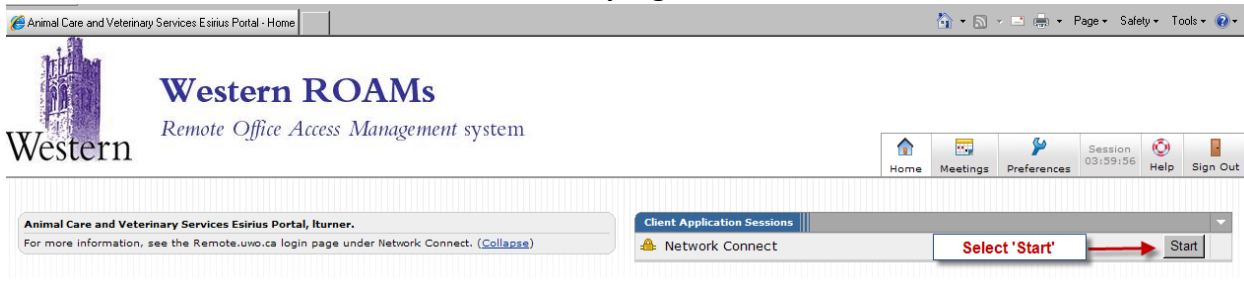 Animal Care and Veterinary Services Esirius Portal - Home
Page Safety Tools
Western ROAMs
Remote Office Access Management system
Western
Home Meetings Preferences Session 03:59:56 Help Sign Out
Animal Care and Veterinary Services Esirius Portal, lturner.
For more information, see the Remote.uwo.ca login page under Network Connect. (Collapse)
Client Application Sessions
Network Connect Select 'Start' Start